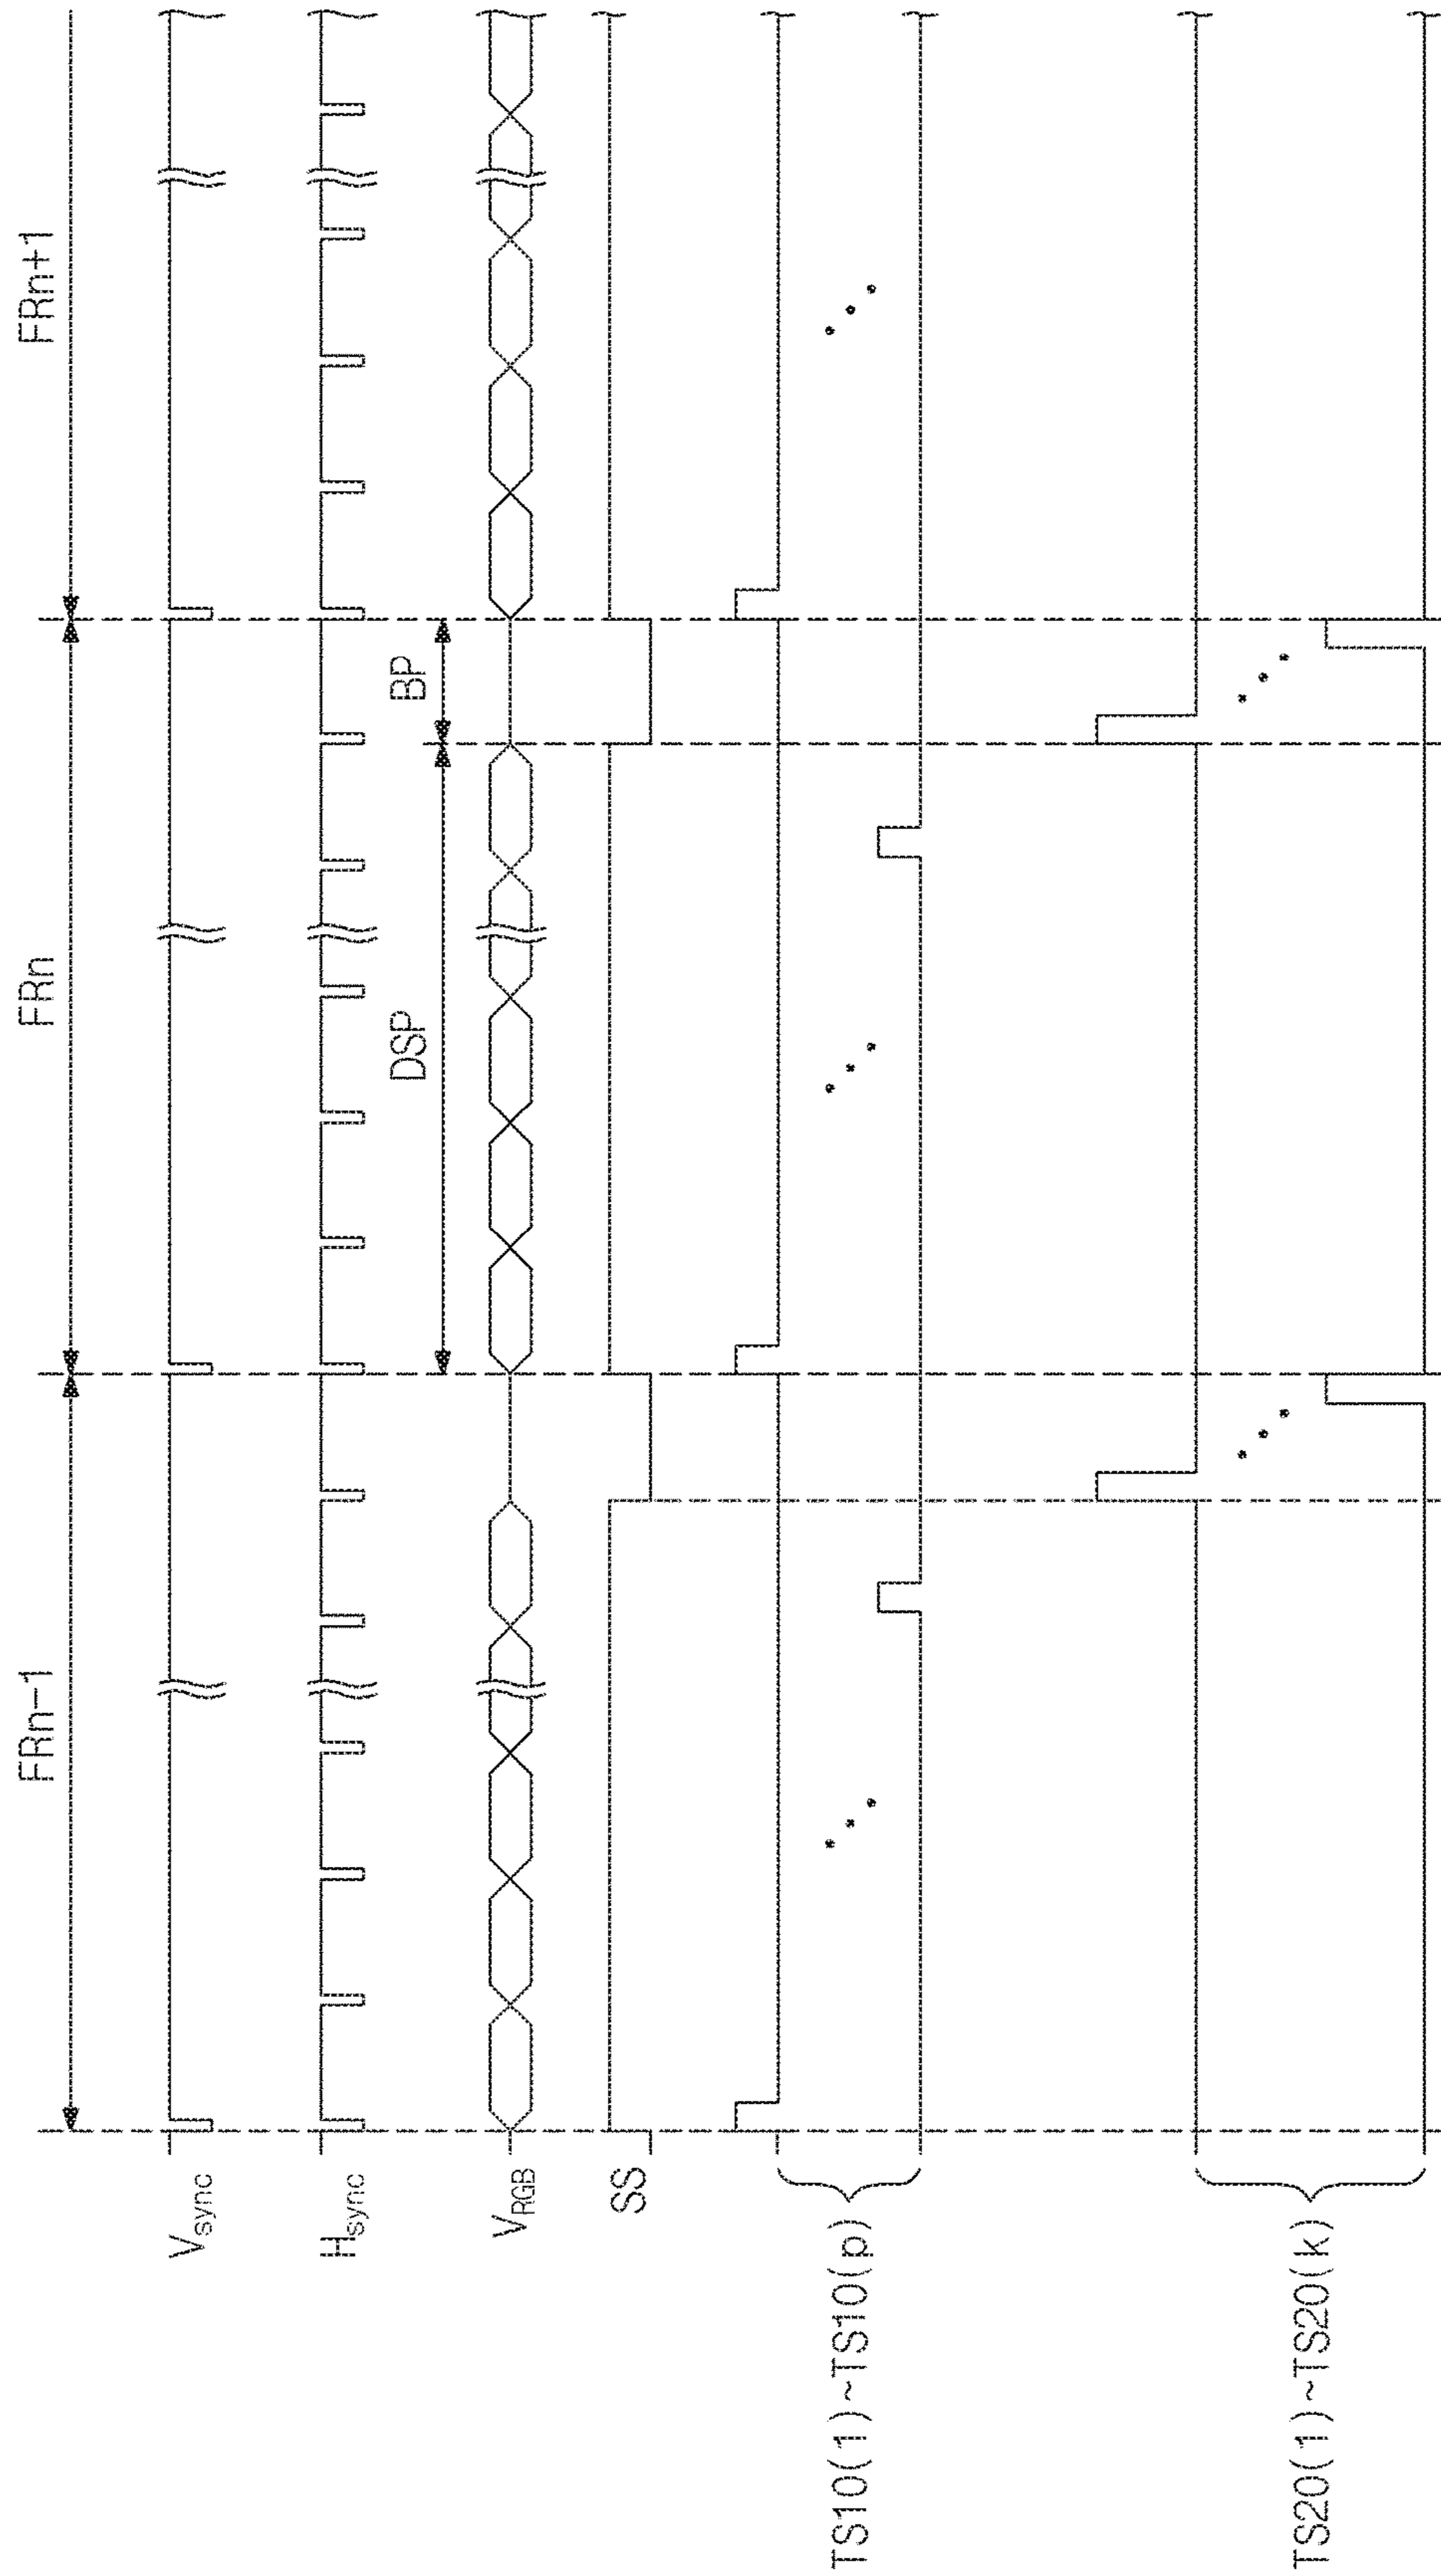 FRn-1
FRn
FRn+1
Vsync
Hsync
DSP
BP
VRGB
SS
TS10(1)~TS10(p)
TS20(1)~TS20(k)